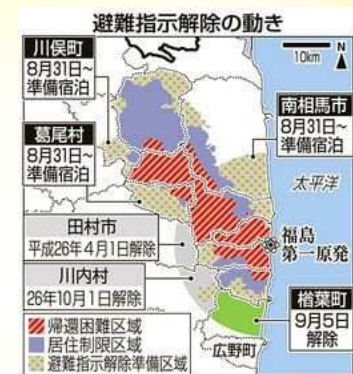 避難指示解除の動き
川俣町
8月31日~
準備宿泊
N
10km
南相馬市
8月31日~
準備宿泊
葛尾村
8月31日~
準備宿泊
太平洋
田村市
平成26年4月1日解除
福島
第一原発
川内村
26年10月1日解除
楢葉町
9月5日
解除
帰還困難区域
居住制限区域
避難指示解除準備区域
広野町